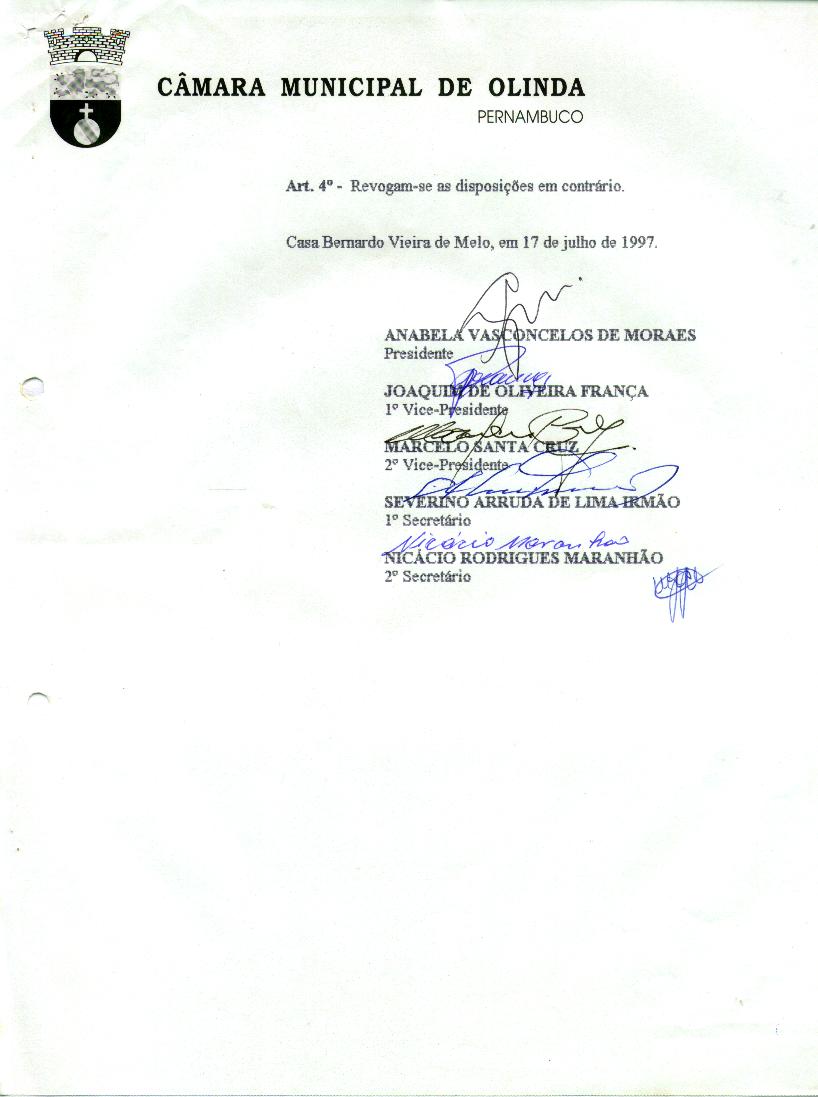 CÂMARA MUNICIPAL DE OLINDA
PERNAMBUCO
Art. 4º - Revogam-se as disposições em contrário.
Casa Bernardo Vieira de Melo, em 17 de julho de 1997.
ANABELA VASCONCELOS DE MORAES
Presidente
JOAQUIM DE OLIVEIRA FRANÇA
1º Vice-Presidente
MARCELO SANTA CRUZ
2º Vice-Presidente
SEVERINO ARRUDA DE LIMA IRMÃO
1º Secretário
Nicácio Maranhão
NICÁCIO RODRIGUES MARANHÃO
2º Secretário